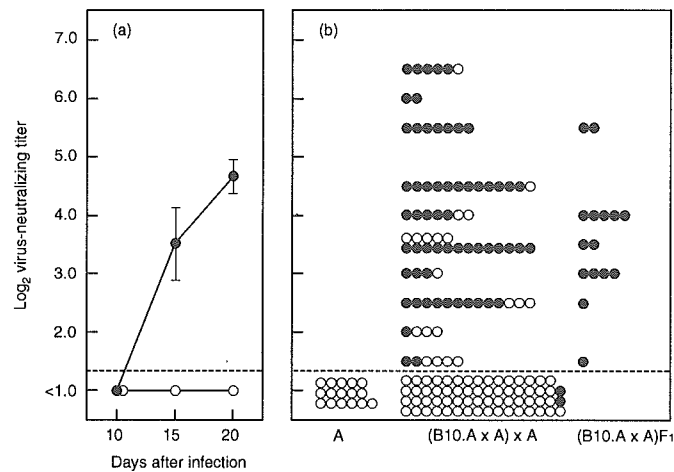 (a)
(b)
Log₂ virus-neutralizing titer
7.0
6.0
5.0
4.0
3.0
2.0
<1.0
10
15
20
Days after infection
A
(B10.A x A) x A
(B10.A x A)F₁